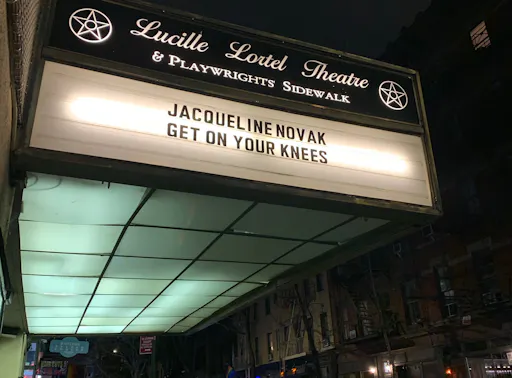 Lucille Lortel Theatre
& PLAYWRIGHTS' SIDEWALK
JACQUELINE NOVAK
GET ON YOUR KNEES